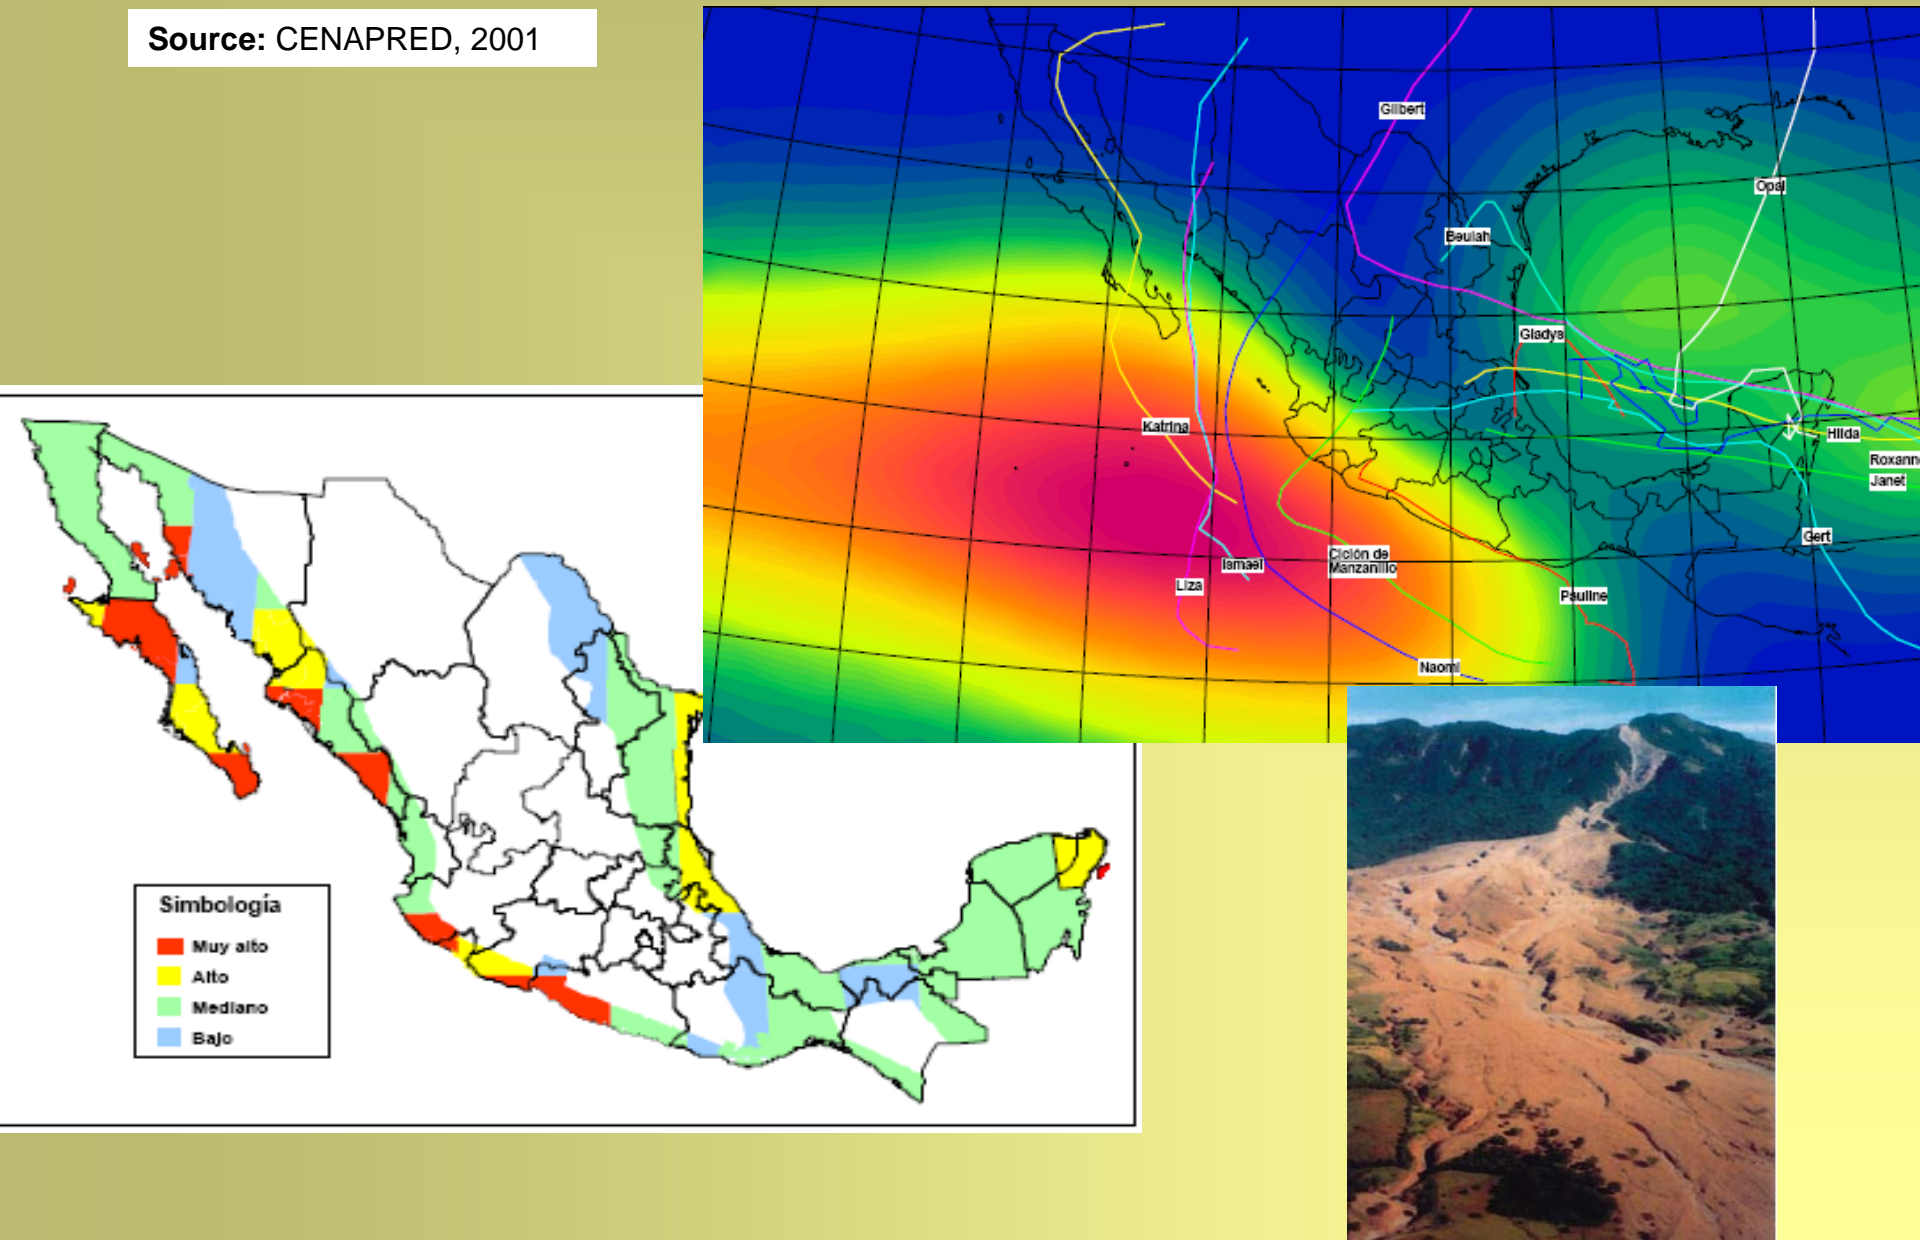 Source: CENAPRED, 2001
Gilbert
Opal
Beulah
Gladys
Katrina
Hilda
Roxann
Janet
Gert
Ismael
Ciclón de
Manzanillo
Liza
Pauline
Naomi
Simbología
Muy alto
Alto
Mediano
Bajo